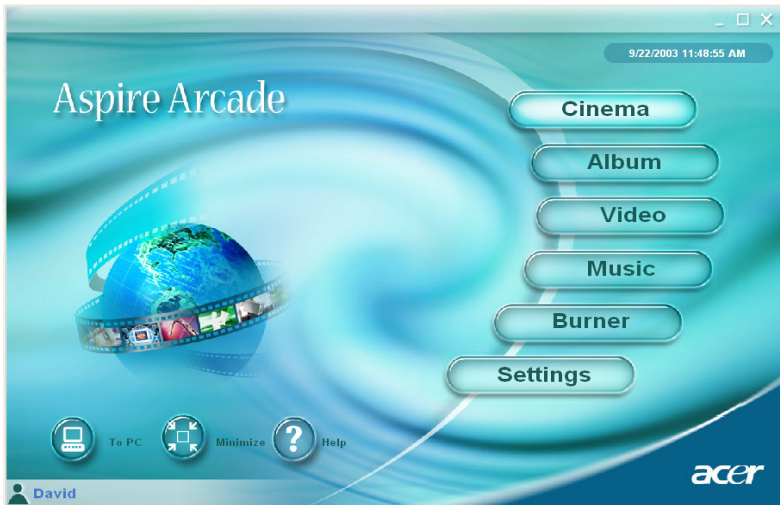 9/22/2003 11:48:55 AM
Aspire Arcade
Cinema
Album
Video
Music
Burner
Settings
To PC
Minimize
?
Help
acer
David